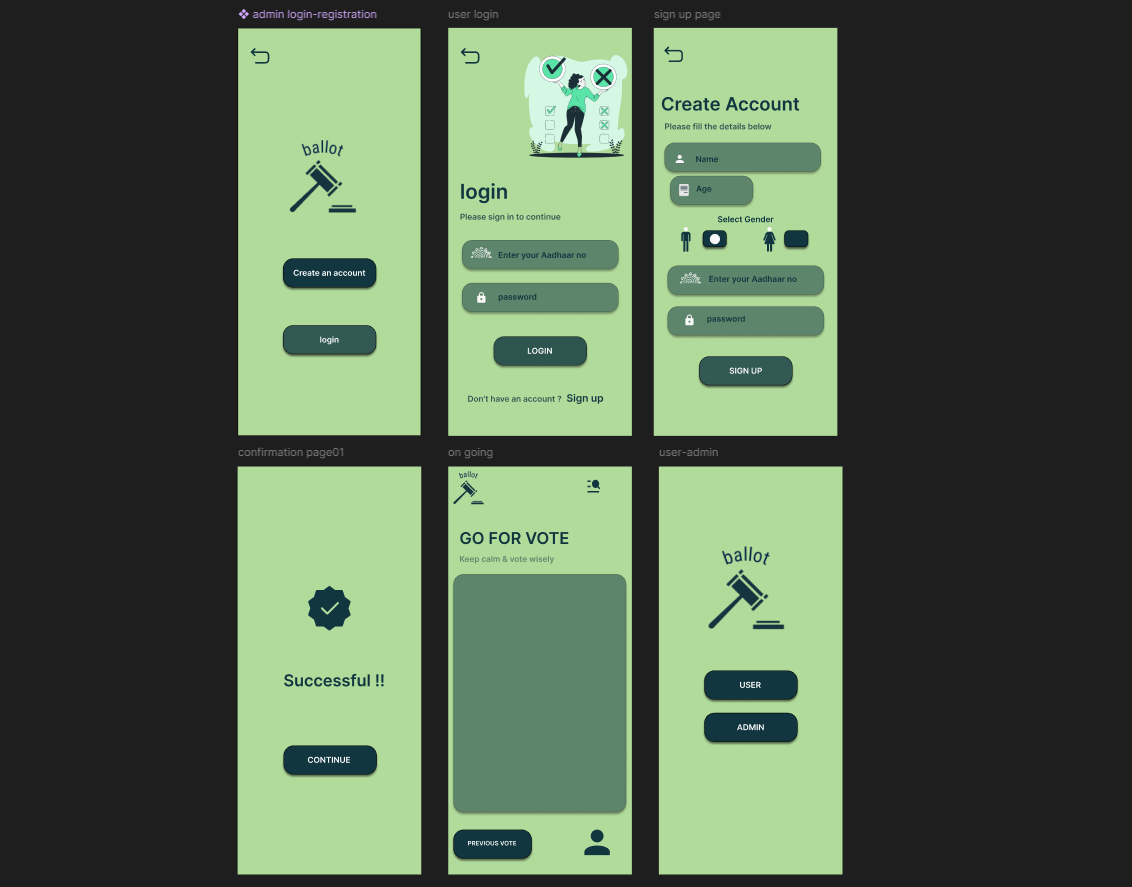 admin login-registration
user login
sign up page
ballot
Create an account
login
login
Please sign in to continue
Enter your Aadhaar no
password
LOGIN
Don't have an account ? Sign up
Create Account
Please fill the details below
Name
Age
Select Gender
Enter your Aadhaar no
password
SIGN UP
confirmation page01
on going
user-admin
Successful !!
CONTINUE
ballot
GO FOR VOTE
Keep calm & vote wisely
PREVIOUS VOTE
ballot
USER
ADMIN